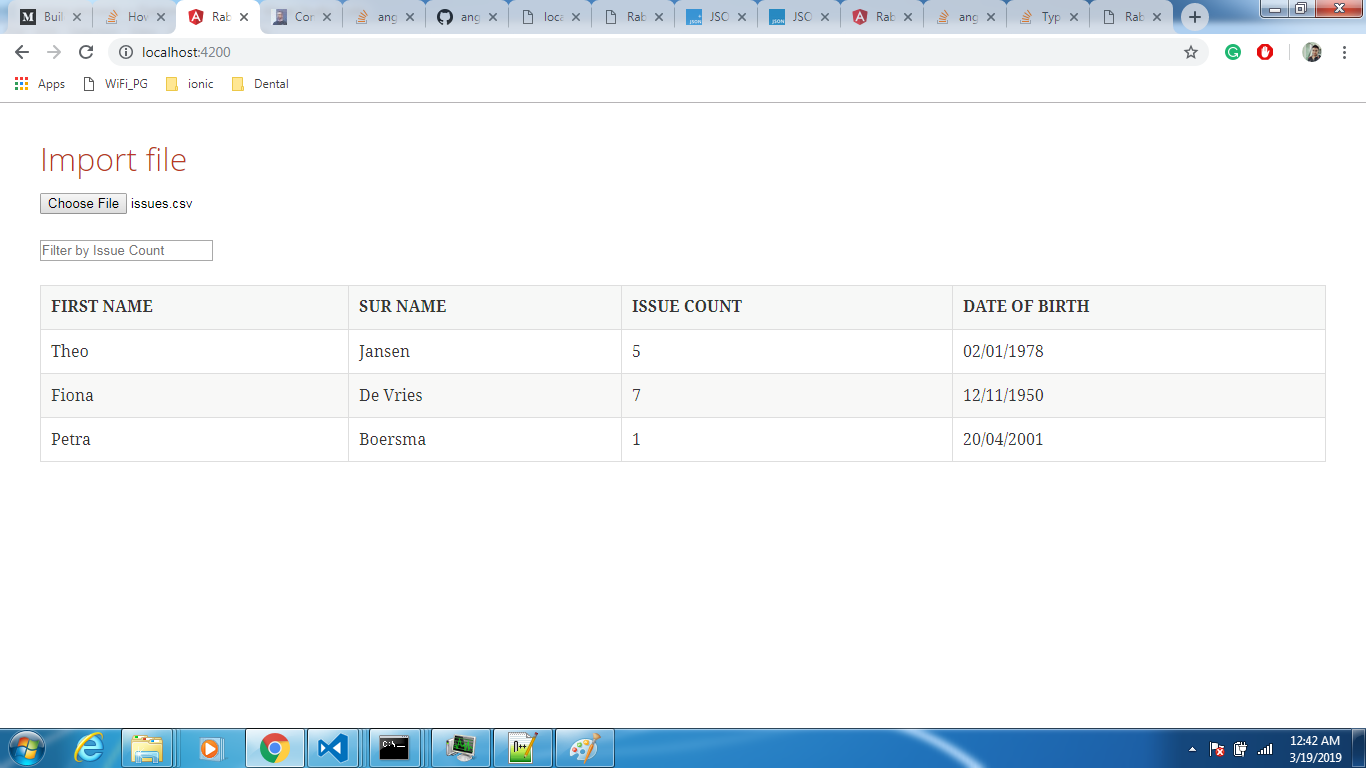 Buil How Rab Cor ang ang loca Rab JSO JSO Rab ang Typ Rab
localhost:4200
Apps WiFi_PG ionic Dental
Import file
Choose File issues.csv
Filter by Issue Count
FIRST NAME SUR NAME ISSUE COUNT DATE OF BIRTH
Theo Jansen 5 02/01/1978
Fiona De Vries 7 12/11/1950
Petra Boersma 1 20/04/2001
12:42 AM
3/19/2019